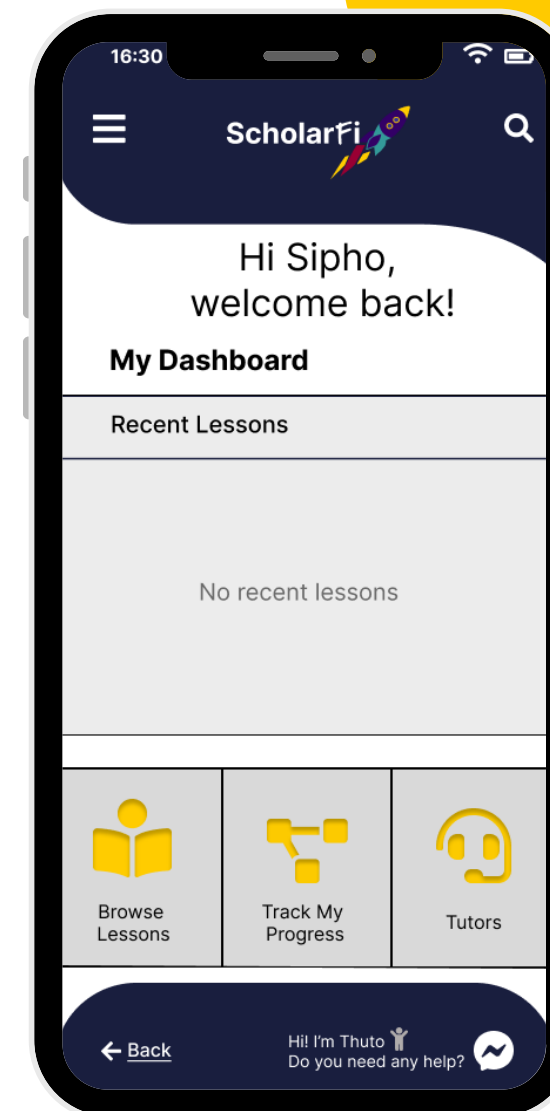 16:30
ScholarFi
Hi Sipho,
welcome back!
My Dashboard
Recent Lessons
No recent lessons
Browse
Lessons
Track My
Progress
Tutors
Back
Hi! I'm Thuto
Do you need any help?